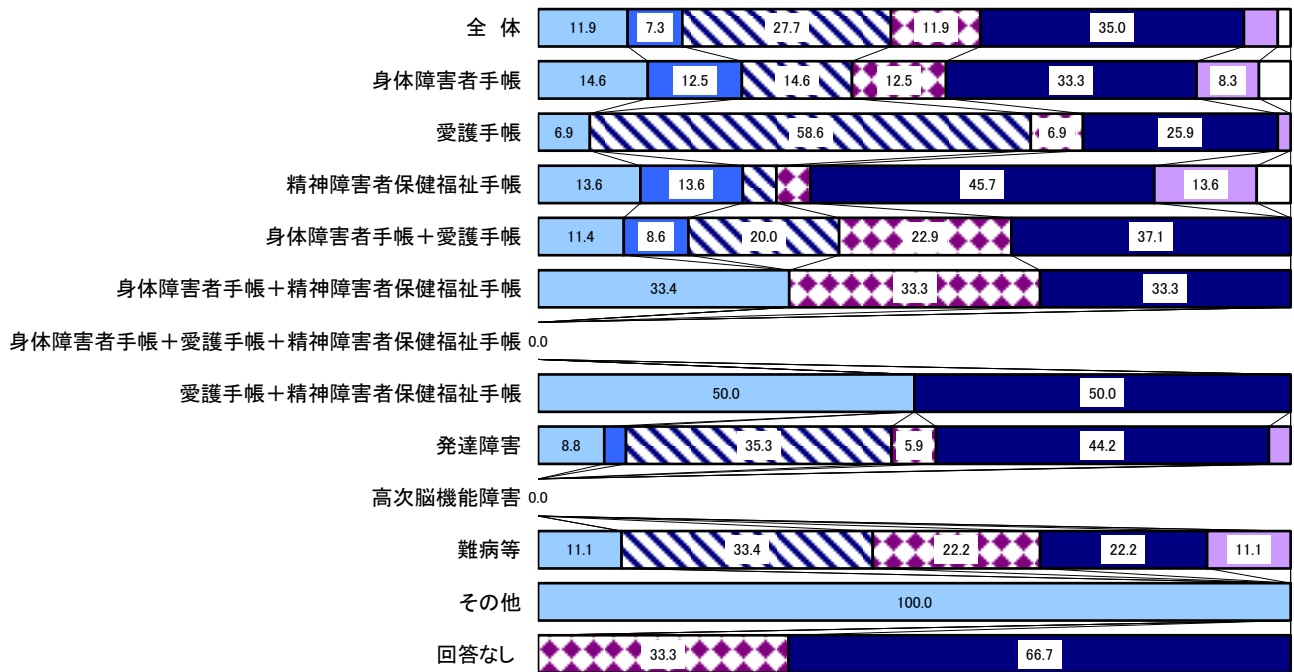 全 体 11.9 7.3 27.7 11.9 35.0
身体障害者手帳 14.6 12.5 14.6 12.5 33.3 8.3
愛護手帳 6.9 58.6 6.9 25.9
精神障害者保健福祉手帳 13.6 13.6 45.7 13.6
身体障害者手帳＋愛護手帳 11.4 8.6 20.0 22.9 37.1
身体障害者手帳＋精神障害者保健福祉手帳 33.4 33.3 33.3
身体障害者手帳＋愛護手帳＋精神障害者保健福祉手帳 0.0
愛護手帳＋精神障害者保健福祉手帳 50.0 50.0
発達障害 8.8 35.3 5.9 44.2
高次脳機能障害 0.0
難病等 11.1 33.4 22.2 22.2 11.1
その他 100.0
回答なし 33.3 66.7